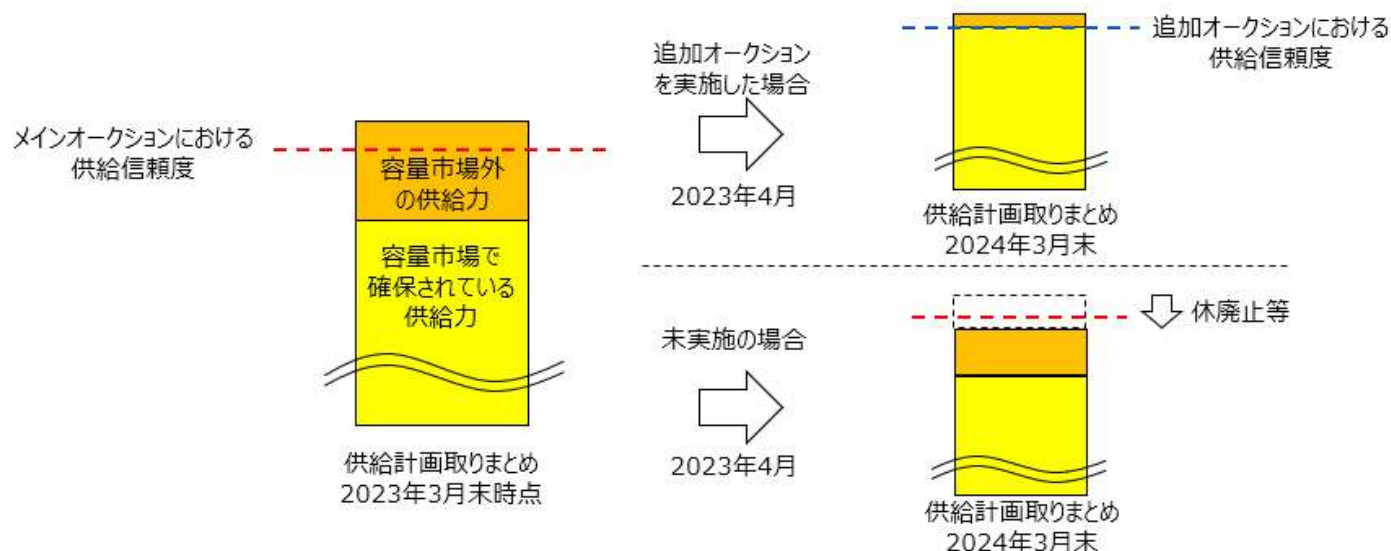 メインオークションにおける
供給信頼度
容量市場外
の供給力
容量市場で
確保されている
供給力
供給計画取りまとめ
2023年3月末時点
追加オークション
を実施した場合
2023年4月
追加オークションにおける
供給信頼度
供給計画取りまとめ
2024年3月末
未実施の場合
2023年4月
休廃止等
供給計画取りまとめ
2024年3月末